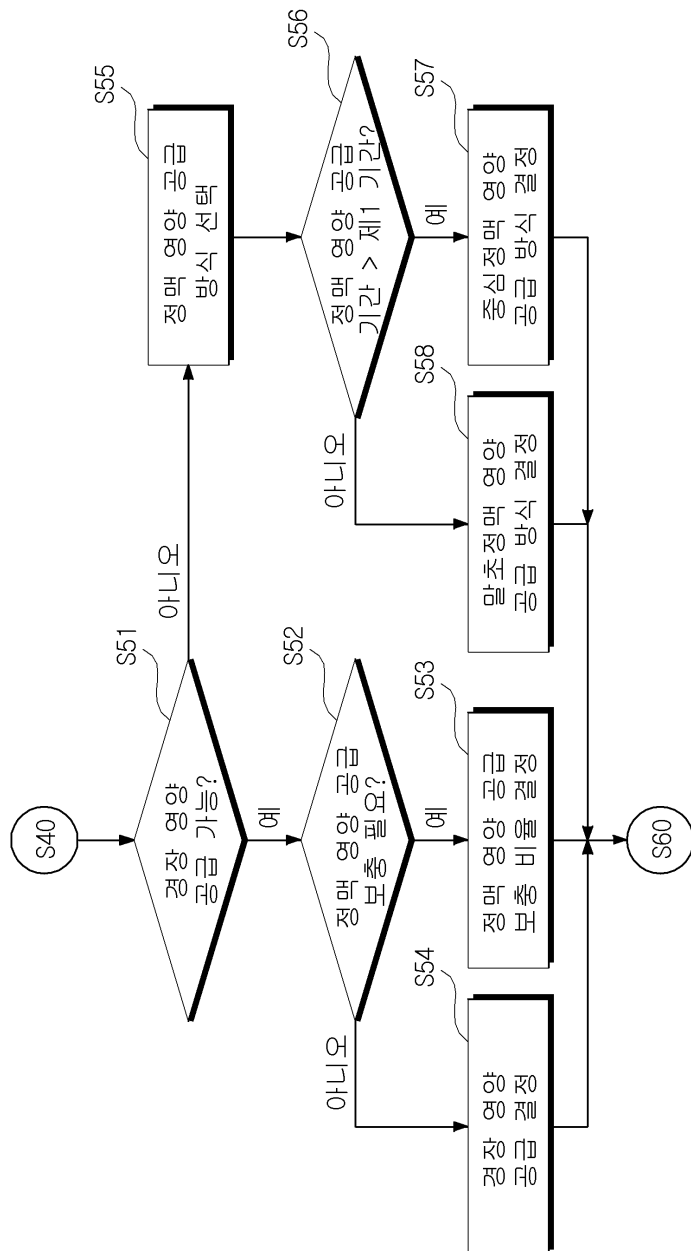 S40
S51
경장 영양
공급 가능?
아니오
예
S55
정맥 영양 공급
방식 선택
S52
정맥 영양 공급
보충 필요?
아니오
예
S56
정맥 영양 공급
기간 > 제1 기간?
아니오
예
S54
경장 영양
공급 결정
S53
정맥 영양 공급
보충 비율 결정
S58
말초정맥 영양
공급 방식 결정
S57
중심정맥 영양
공급 방식 결정
S60